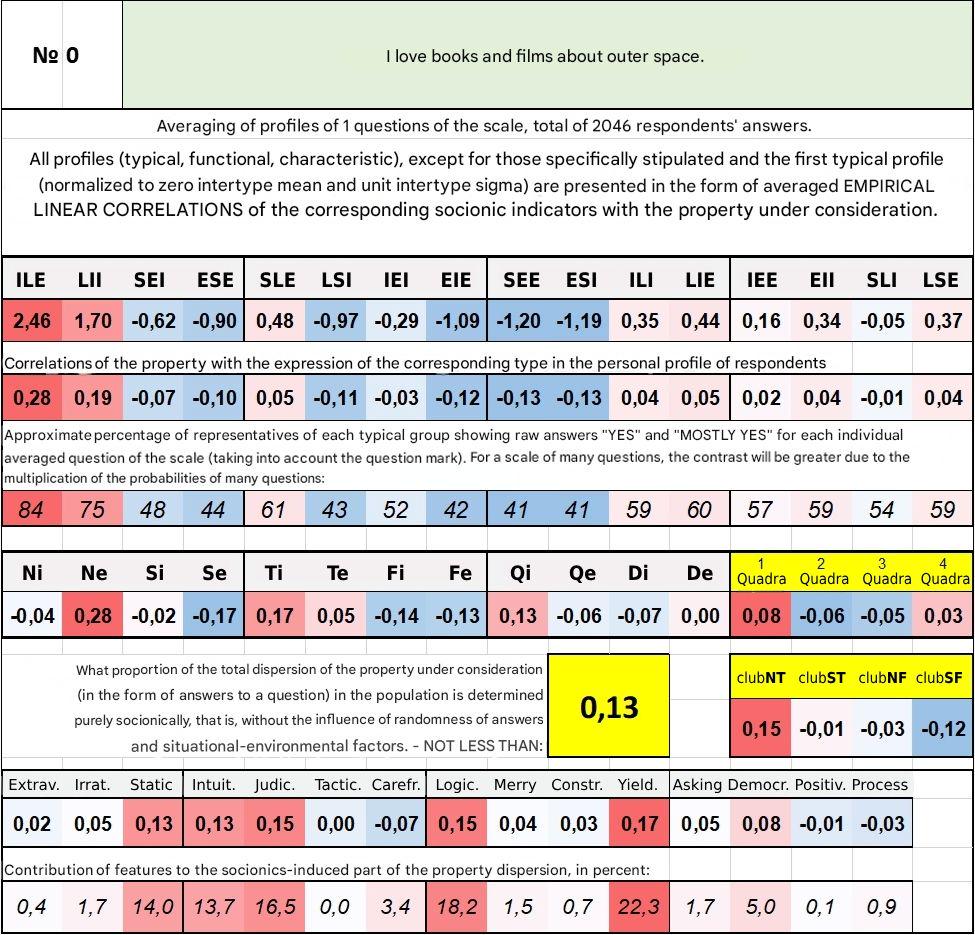 № 0
I love books and films about outer space.
Averaging of profiles of 1 questions of the scale, total of 2046 respondents' answers.
All profiles (typical, functional, characteristic), except for those specifically stipulated and the first typical profile
(normalized to zero intertype mean and unit intertype sigma) are presented in the form of averaged EMPIRICAL
LINEAR CORRELATIONS of the corresponding socionic indicators with the property under consideration.
ILE LII SEI ESE SLE LSI IEI EIE SEE ESI ILI LIE IEE EII SLI LSE
2,46 1,70 -0,62 -0,90 0,48 -0,97 -0,29 -1,09 -1,20 -1,19 0,35 0,44 0,16 0,34 -0,05 0,37
Correlations of the property with the expression of the corresponding type in the personal profile of respondents
0,28 0,19 -0,07 -0,10 0,05 -0,11 -0,03 -0,12 -0,13 -0,13 0,04 0,05 0,02 0,04 -0,01 0,04
Approximate percentage of representatives of each typical group showing raw answers "YES" and "MOSTLY YES" for each individual
averaged question of the scale (taking into account the question mark). For a scale of many questions, the contrast will be greater due to the
multiplication of the probabilities of many questions:
84 75 48 44 61 43 52 42 41 41 59 60 57 59 54 59
Ni Ne Si Se Ti Te Fi Fe Qi Qe Di De 1 Quadra 2 Quadra 3 Quadra 4 Quadra
-0,04 0,28 -0,02 -0,17 0,17 0,05 -0,14 -0,13 0,13 -0,06 -0,07 0,00 0,08 -0,06 -0,05 0,03
What proportion of the total dispersion of the property under consideration
(in the form of answers to a question) in the population is determined
purely socionically, that is, without the influence of randomness of answers
and situational-environmental factors. - NOT LESS THAN:
0,13
clubNT clubST clubNF clubSF
0,15 -0,01 -0,03 -0,12
Extrav. Irrat. Static Intuit. Judic. Tactic. Carefr. Logic. Merry Constr. Yield. Asking Democr. Positiv. Process
0,02 0,05 0,13 0,13 0,15 0,00 -0,07 0,15 0,04 0,03 0,17 0,05 0,08 -0,01 -0,03
Contribution of features to the socionics-induced part of the property dispersion, in percent:
0,4 1,7 14,0 13,7 16,5 0,0 3,4 18,2 1,5 0,7 22,3 1,7 5,0 0,1 0,9